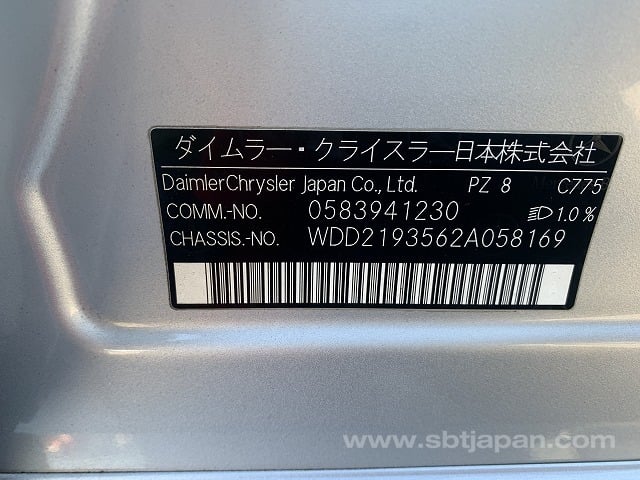 ダイムラー・クライスラー日本株式会社
DaimlerChrysler Japan Co., Ltd. PZ 8 C775
COMM.-NO. 0583941230 1.0%
CHASSIS.-NO. WDD2193562A058169
www.sbtjapan.com